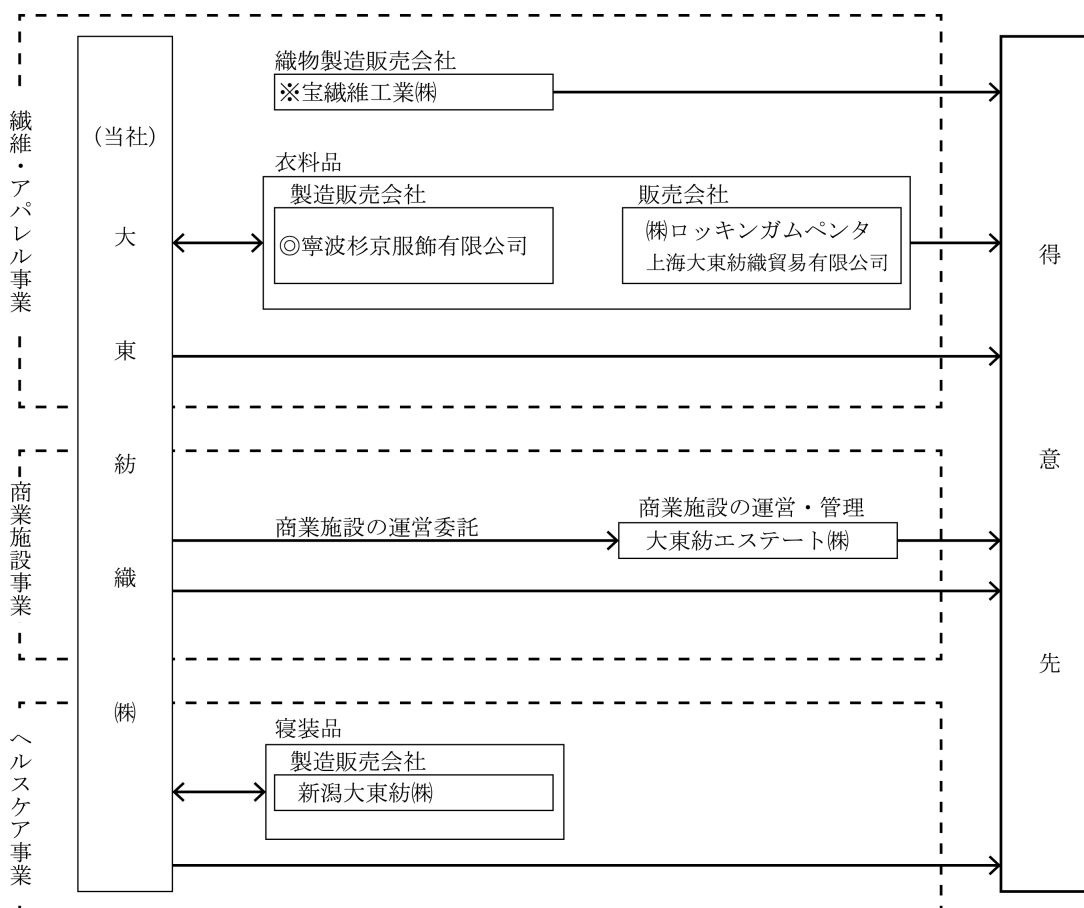 繊維・アパレル事業
(当社)
大東紡織㈱
織物製造販売会社
※宝繊維工業㈱
衣料品
製造販売会社
◎寧波杉京服飾有限公司
販売会社
㈱ロッキンガムペンタ
上海大東紡織貿易有限公司
商業施設事業
商業施設の運営委託
商業施設の運営・管理
大東紡エステート㈱
ヘルスケア事業
寝装品
製造販売会社
新潟大東紡㈱
得意先